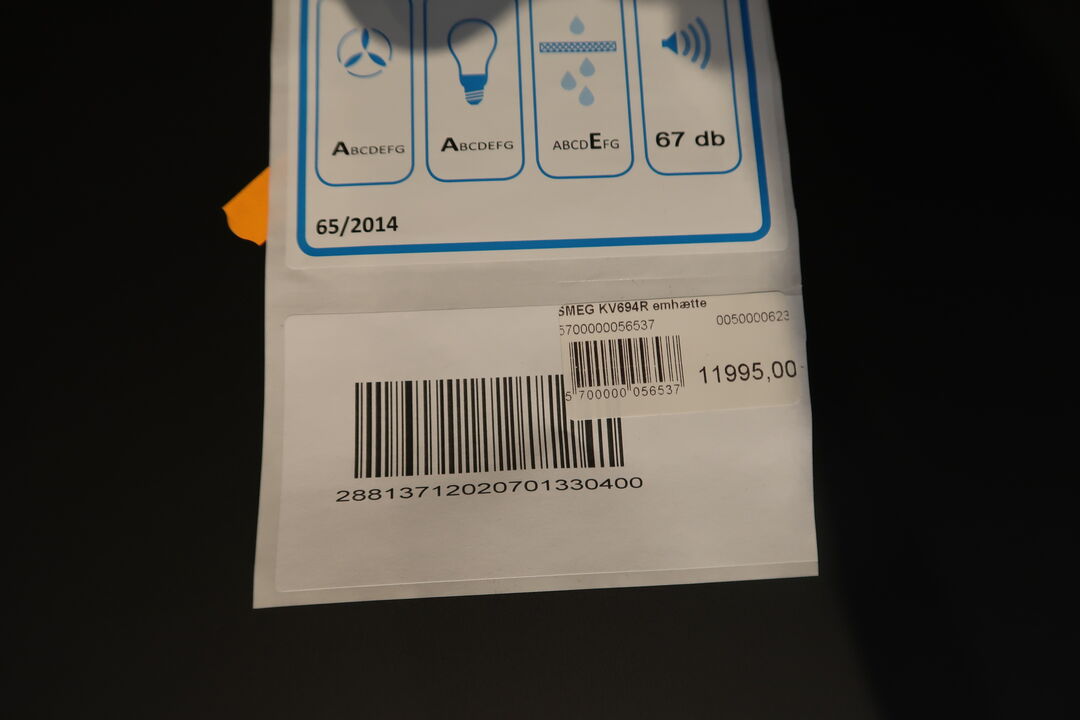 ABCDEFG
ABCDEFG
ABCDEFG
67 db
65/2014
SMEG KV694R emhætte
5700000056537
0050000623
11995,00
5 700000 056537
28813712020701330400